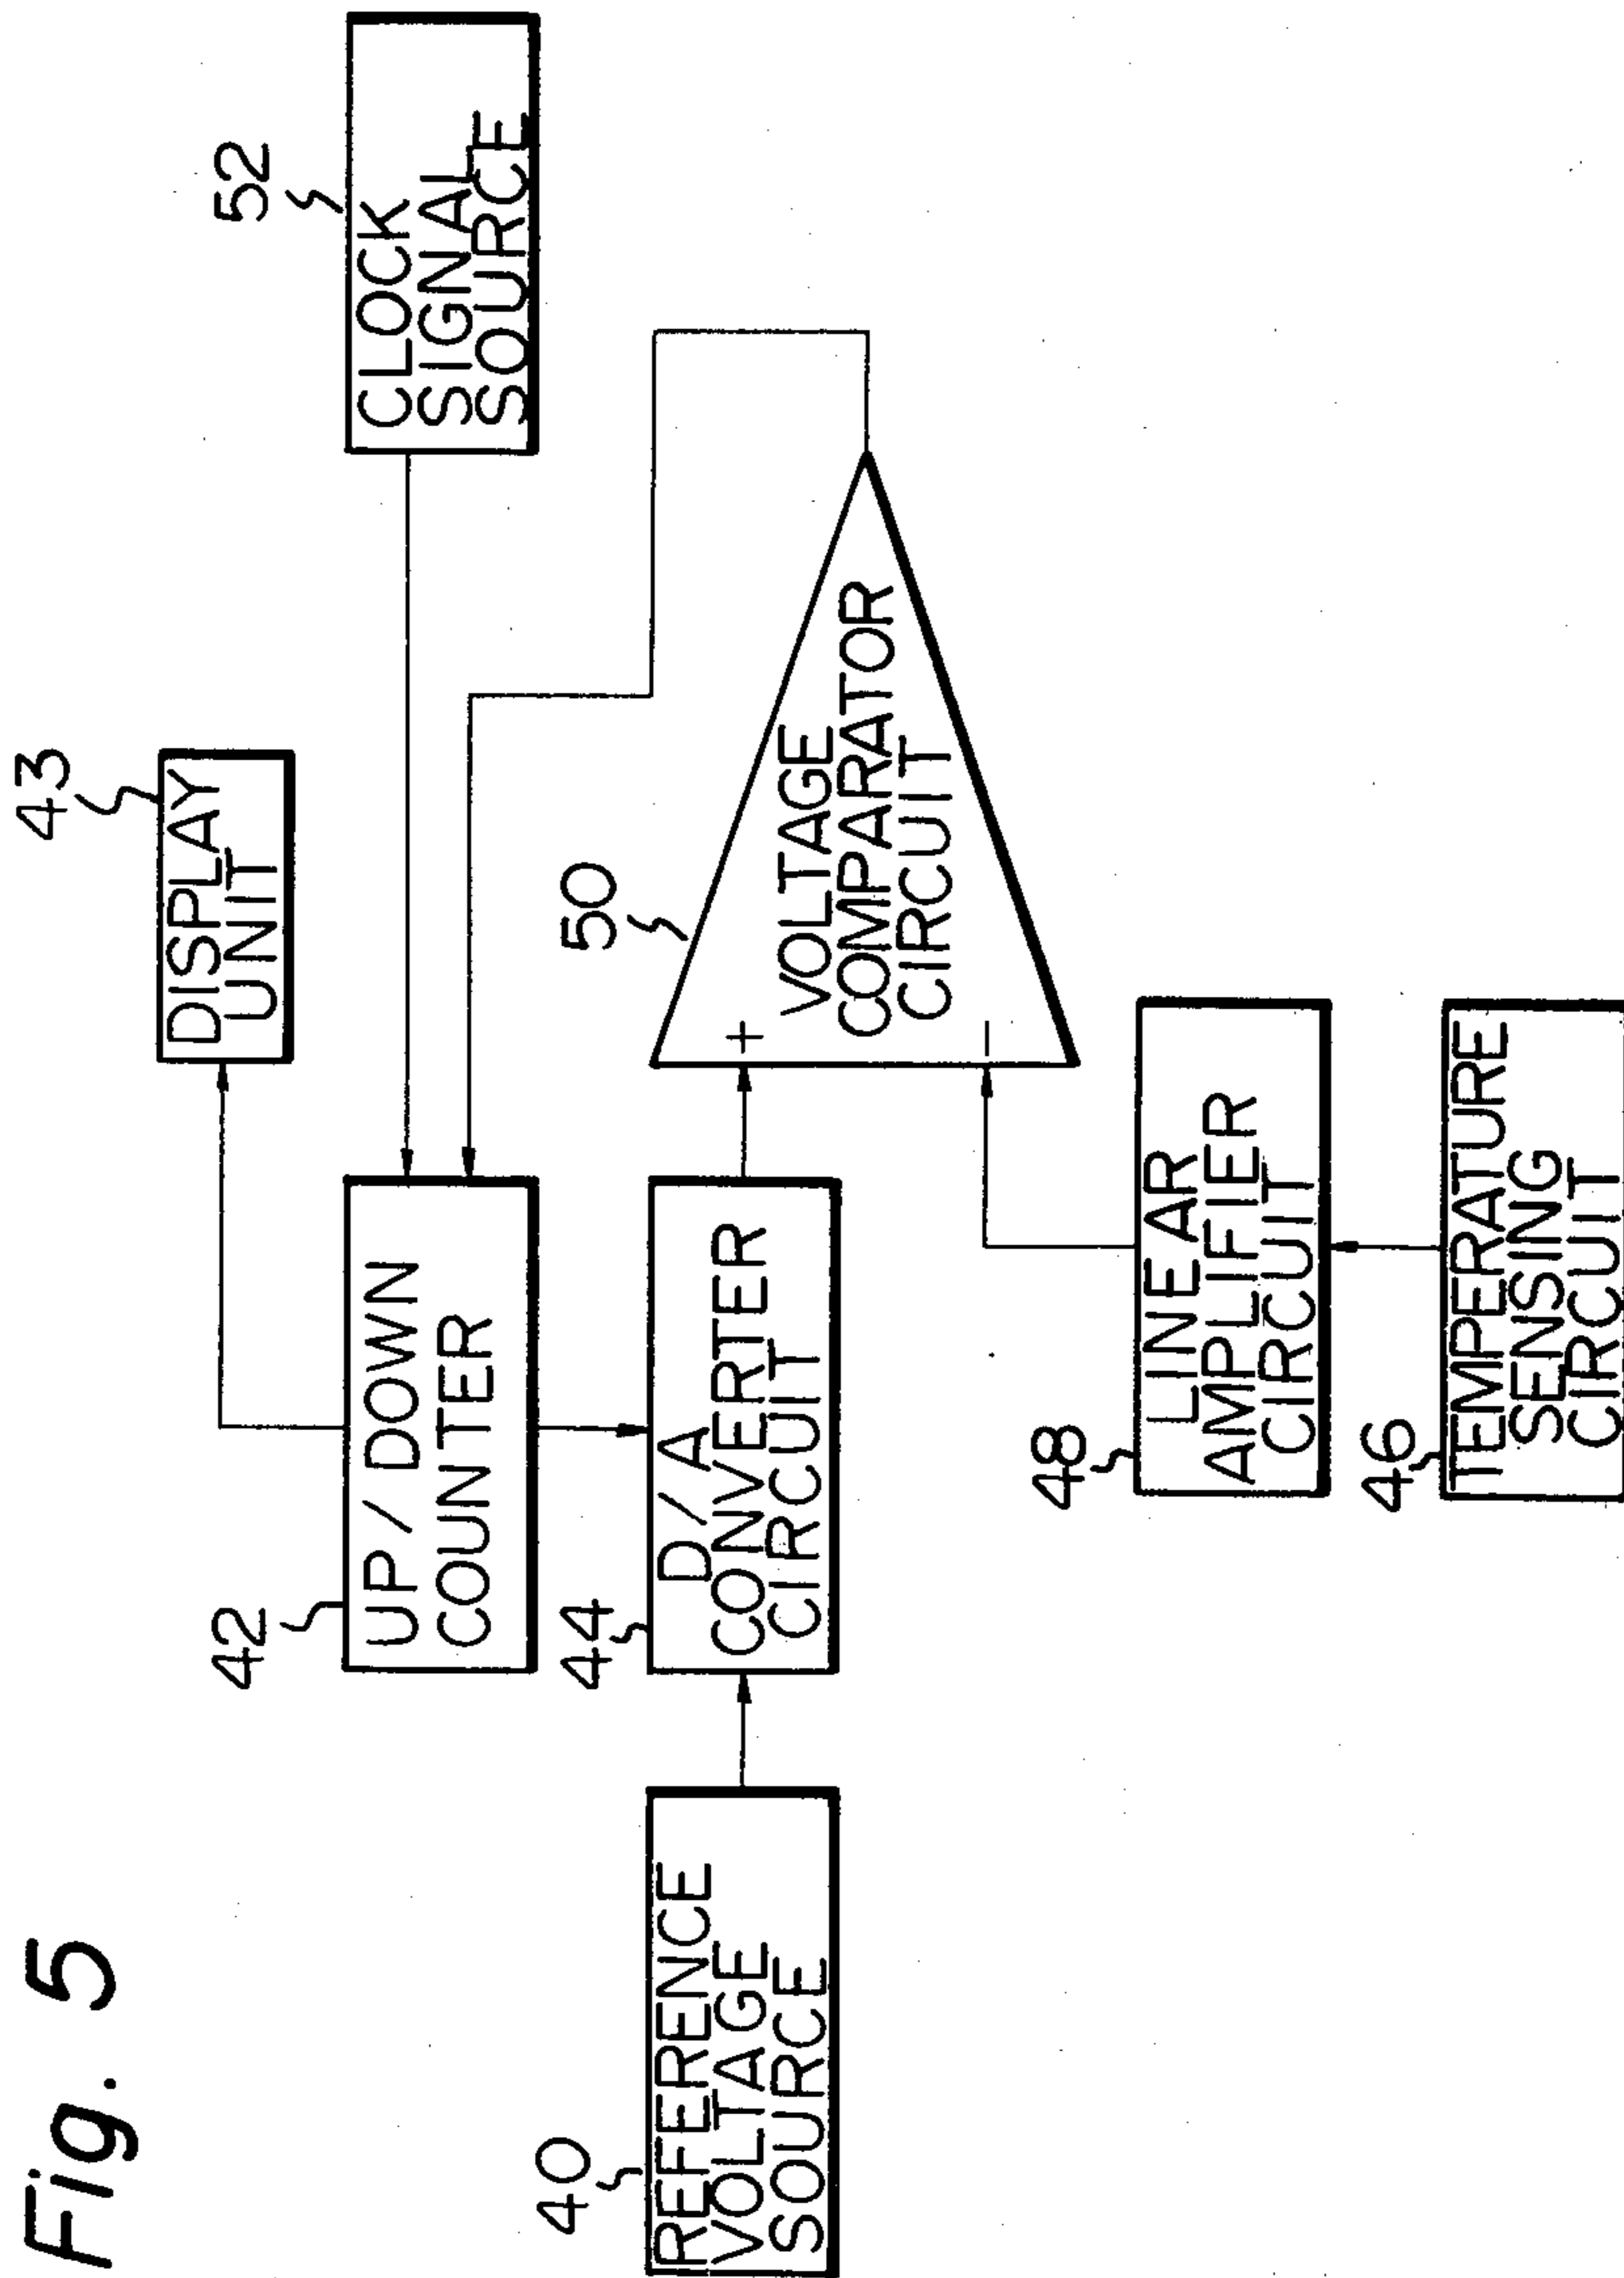 Fig. 5
43
DISPLAY
UNIT
42
UP/DOWN
COUNTER
52
CLOCK
SIGNAL
SOURCE
40
REFERENCE
VOLTAGE
SOURCE
44
D/A
CONVERTER
CIRCUIT
50
+
-
VOLTAGE
COMPARATOR
CIRCUIT
48
LINEAR
AMPLIFIER
CIRCUIT
46
TEMPERATURE
SENSING
CIRCUIT